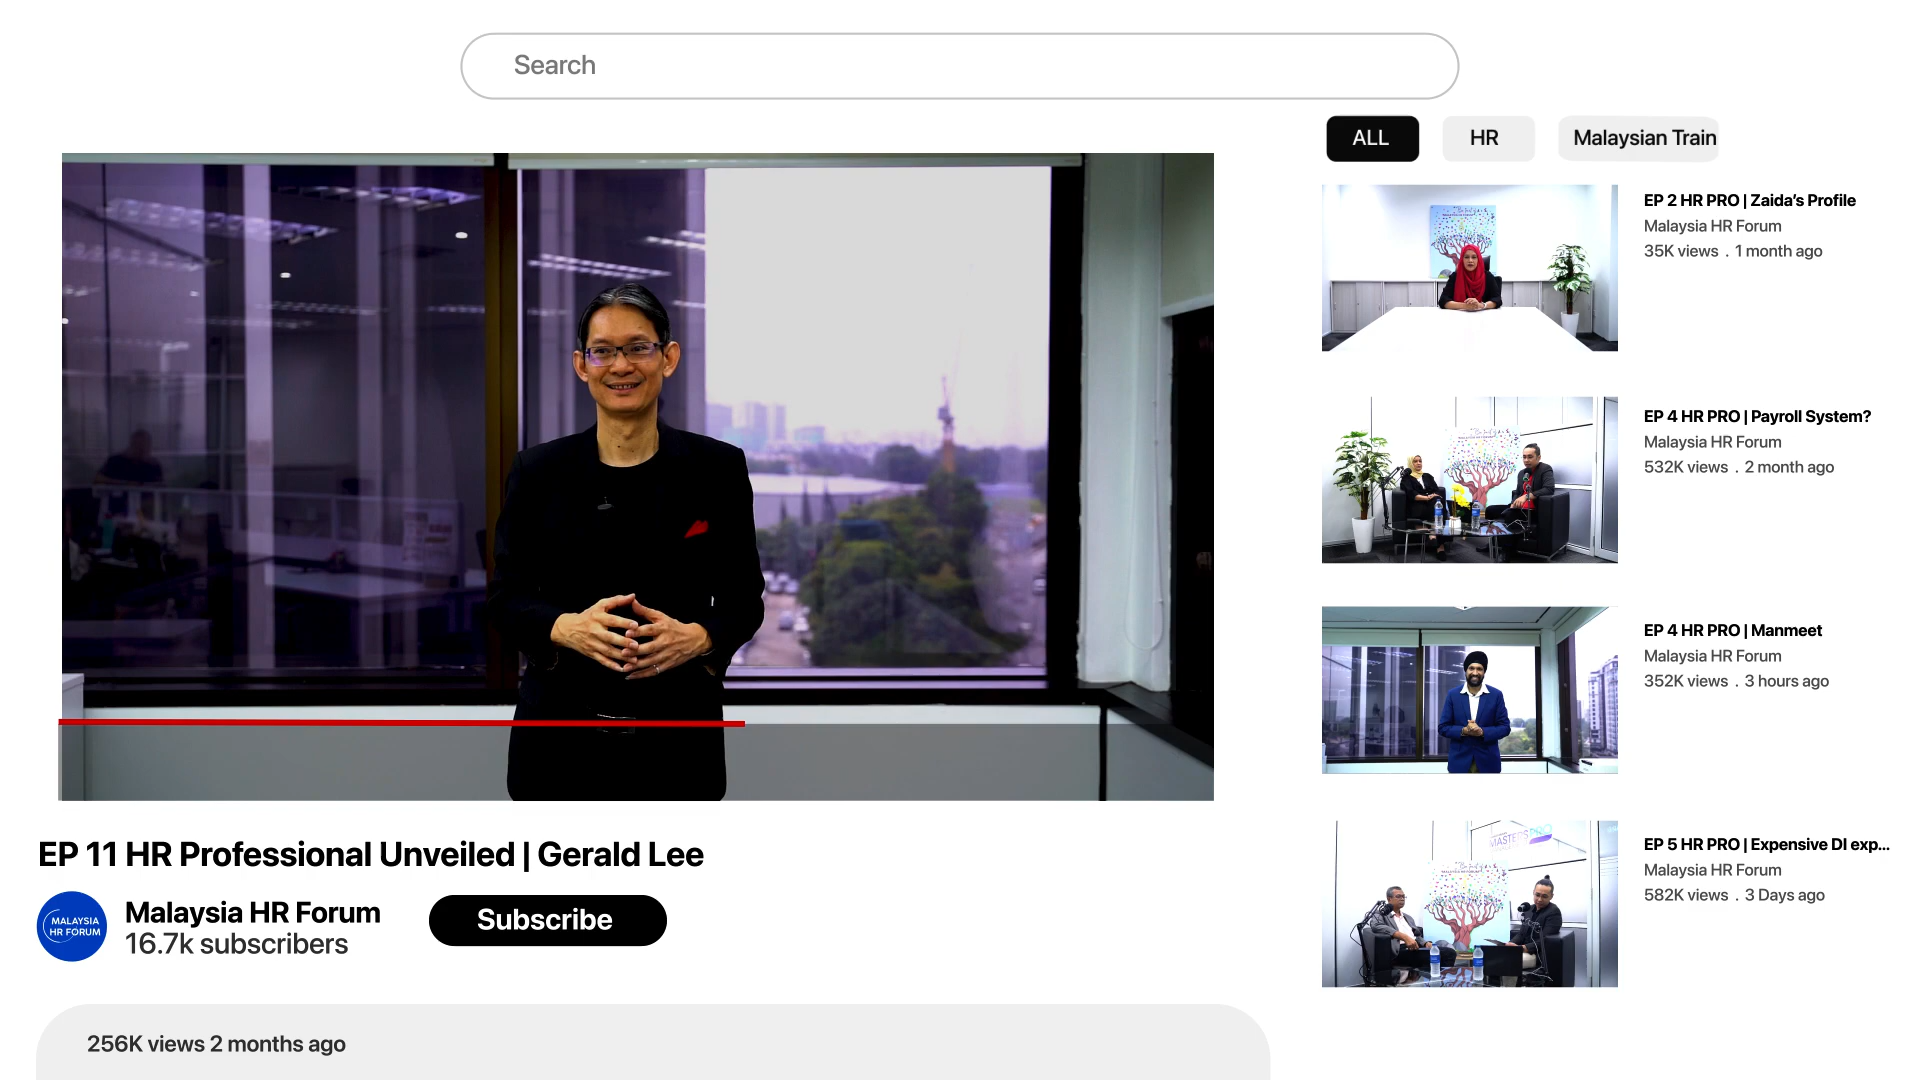 Search
ALL
HR
Malaysian Train
EP 2 HR PRO | Zaida’s Profile
Malaysia HR Forum
35K views . 1 month ago
EP 4 HR PRO | Payroll System?
Malaysia HR Forum
532K views . 2 month ago
EP 4 HR PRO | Manmeet
Malaysia HR Forum
352K views . 3 hours ago
MASTERS PRO
EP 5 HR PRO | Expensive DI exp...
Malaysia HR Forum
582K views . 3 Days ago
EP 11 HR Professional Unveiled | Gerald Lee
MALAYSIA
HR FORUM
Malaysia HR Forum
16.7k subscribers
Subscribe
256K views 2 months ago